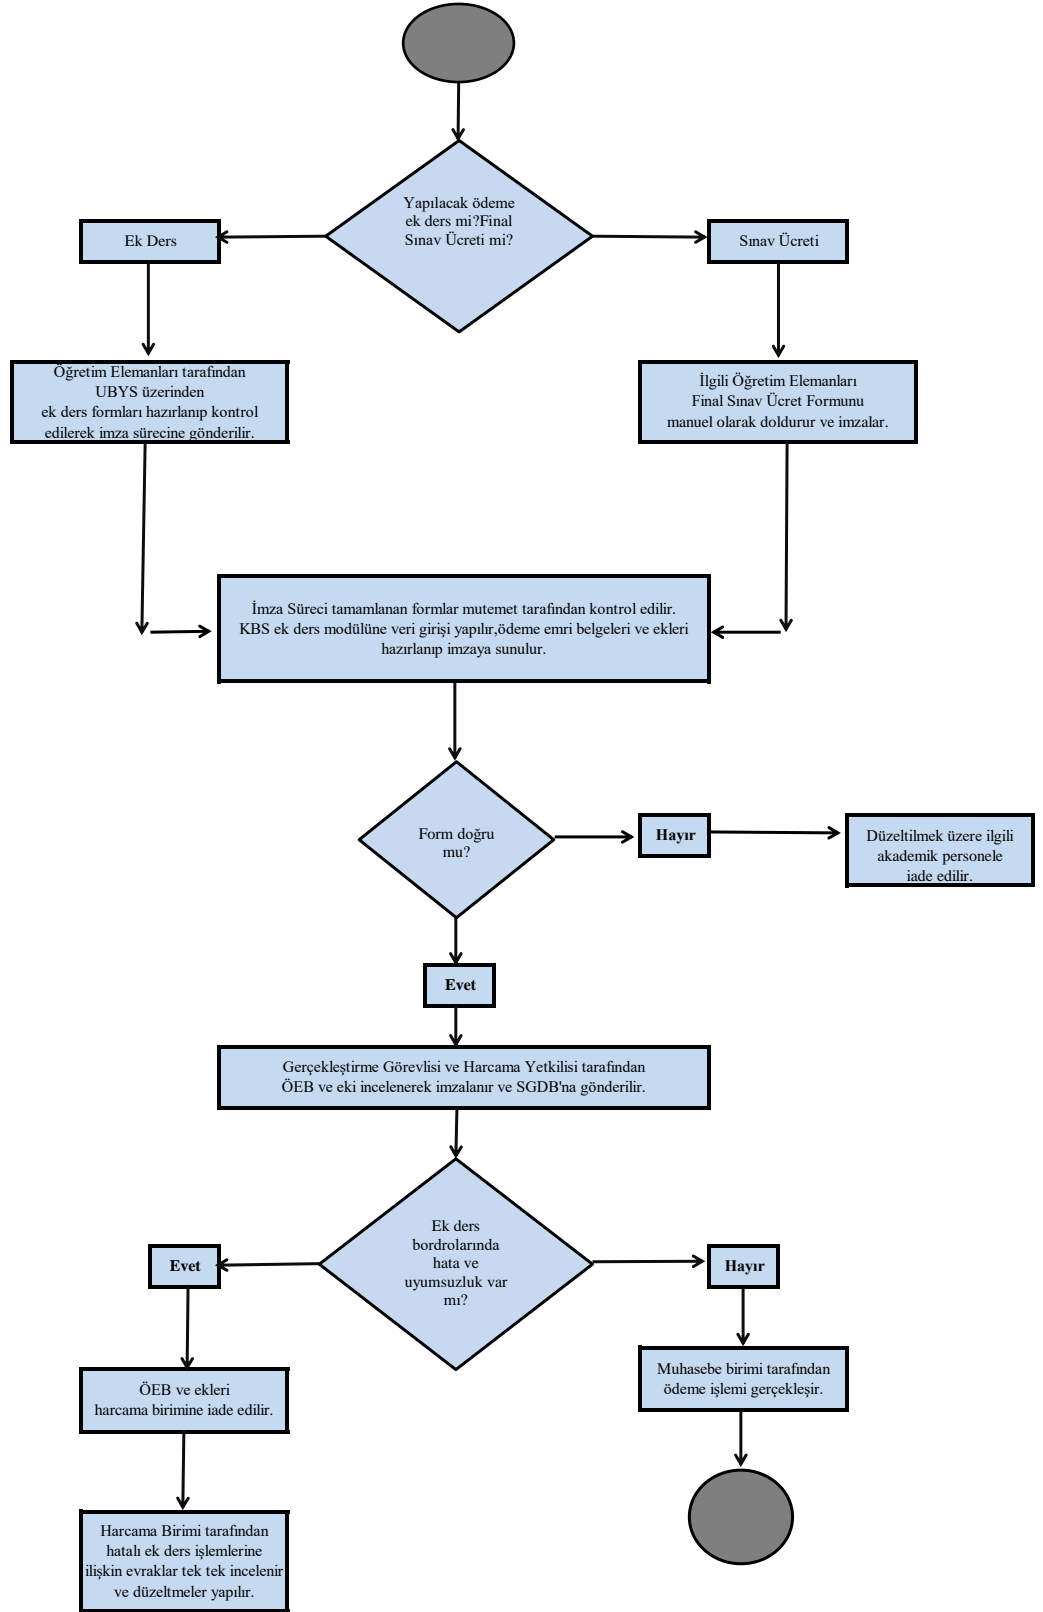 Yapılacak ödeme
ek ders mi?Final
Sınav Ücreti mi?
Ek Ders
Sınav Ücreti
Öğretim Elemanları tarafından
UBYS üzerinden
ek ders formları hazırlanıp kontrol
edilerek imza sürecine gönderilir.
İlgili Öğretim Elemanları
Final Sınav Ücret Formunu
manuel olarak doldurur ve imzalar.
İmza Süreci tamamlanan formlar mutemet tarafından kontrol edilir.
KBS ek ders modülüne veri girişi yapılır,ödeme emri belgeleri ve ekleri
hazırlanıp imzaya sunulur.
Form doğru
mu?
Hayır
Düzeltilmek üzere ilgili
akademik personele
iade edilir.
Evet
Gerçekleştirme Görevlisi ve Harcama Yetkilisi tarafından
ÖEB ve eki incelenerek imzalanır ve SGDB'na gönderilir.
Ek ders
bordrolarında
hata ve
uyumsuzluk var
mı?
Evet
Hayır
ÖEB ve ekleri
harcama birimine iade edilir.
Muhasebe birimi tarafından
ödeme işlemi gerçekleşir.
Harcama Birimi tarafından
hatalı ek ders işlemlerine
ilişkin evraklar tek tek incelenir
ve düzeltmeler yapılır.